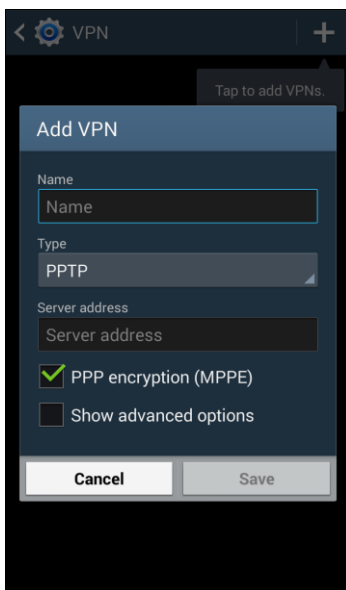 VPN
Tap to add VPNs.
Add VPN
Name
Name
Type
PPTP
Server address
Server address
PPP encryption (MPPE)
Show advanced options
Cancel Save